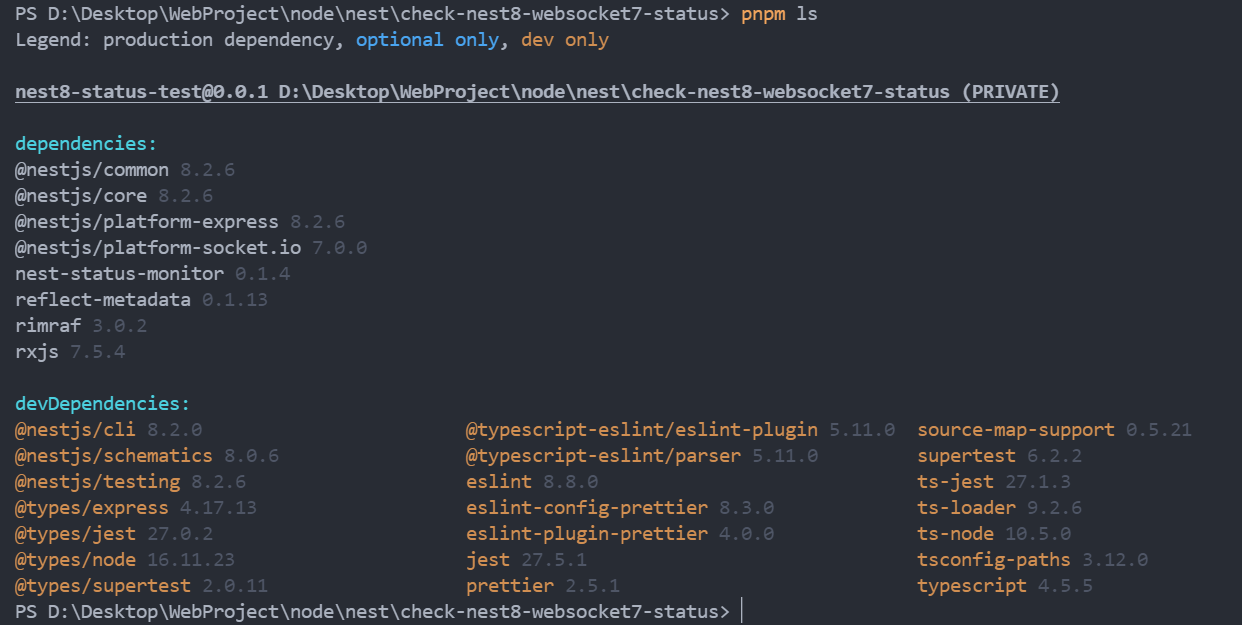 PS D:\Desktop\WebProject\node\nest\check-nest8-websocket7-status> pnpm ls
Legend: production dependency, optional only, dev only
nest8-status-test@0.0.1 D:\Desktop\WebProject\node\nest\check-nest8-websocket7-status (PRIVATE)
dependencies:
@nestjs/common 8.2.6
@nestjs/core 8.2.6
@nestjs/platform-express 8.2.6
@nestjs/platform-socket.io 7.0.0
nest-status-monitor 0.1.4
reflect-metadata 0.1.13
rimraf 3.0.2
rxjs 7.5.4
devDependencies:
@nestjs/cli 8.2.0 @typescript-eslint/eslint-plugin 5.11.0 source-map-support 0.5.21
@nestjs/schematics 8.0.6 @typescript-eslint/parser 5.11.0 supertest 6.2.2
@nestjs/testing 8.2.6 eslint 8.8.0 ts-jest 27.1.3
@types/express 4.17.13 eslint-config-prettier 8.3.0 ts-loader 9.2.6
@types/jest 27.0.2 eslint-plugin-prettier 4.0.0 ts-node 10.5.0
@types/node 16.11.23 jest 27.5.1 tsconfig-paths 3.12.0
@types/supertest 2.0.11 prettier 2.5.1 typescript 4.5.5
PS D:\Desktop\WebProject\node\nest\check-nest8-websocket7-status>